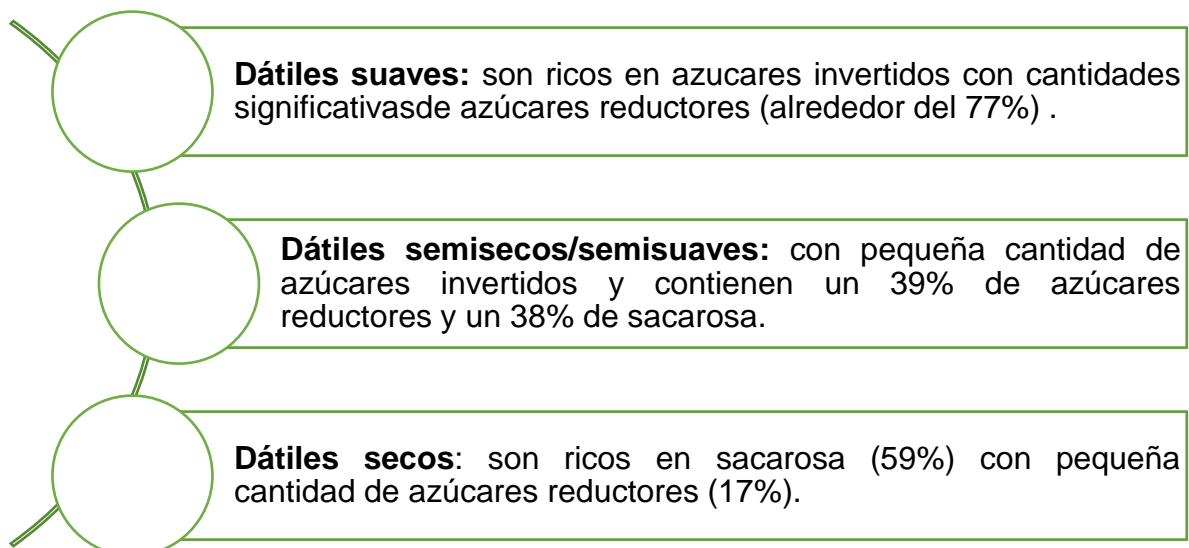 Dátiles suaves: son ricos en azucares invertidos con cantidades
significativasde azúcares reductores (alrededor del 77%) .
Dátiles semisecos/semisuaves: con pequeña cantidad de
azúcares invertidos y contienen un 39% de azúcares
reductores y un 38% de sacarosa.
Dátiles secos: son ricos en sacarosa (59%) con pequeña
cantidad de azúcares reductores (17%).